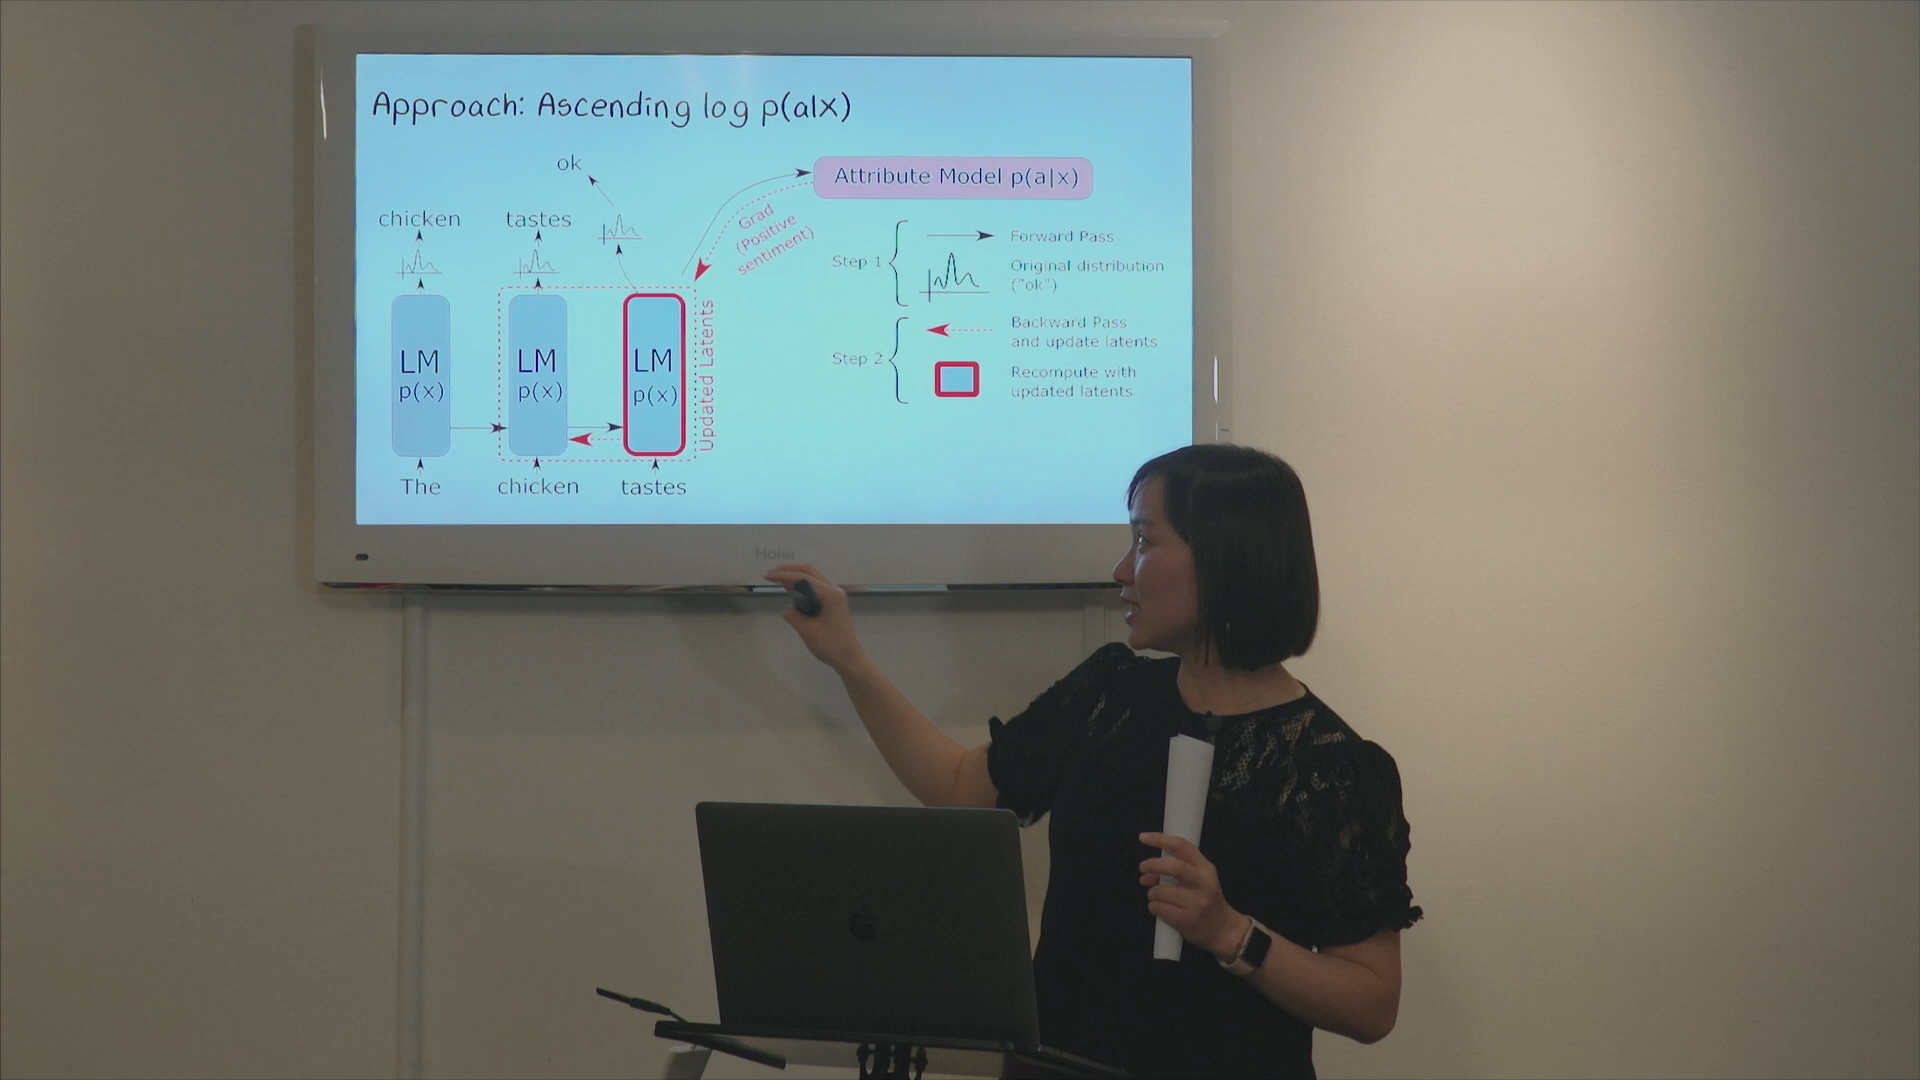 Approach: Ascending log p(a|x)
ok
Attribute Model p(a|x)
chicken
tastes
Grad
(Positive
sentiment)
Step 1
Forward Pass
Original distribution
("ok")
Step 2
Backward Pass
and update latents
Recompute with
updated latents
LM
p(x)
LM
p(x)
LM
p(x)
Updated Latents
The
chicken
tastes
Haier